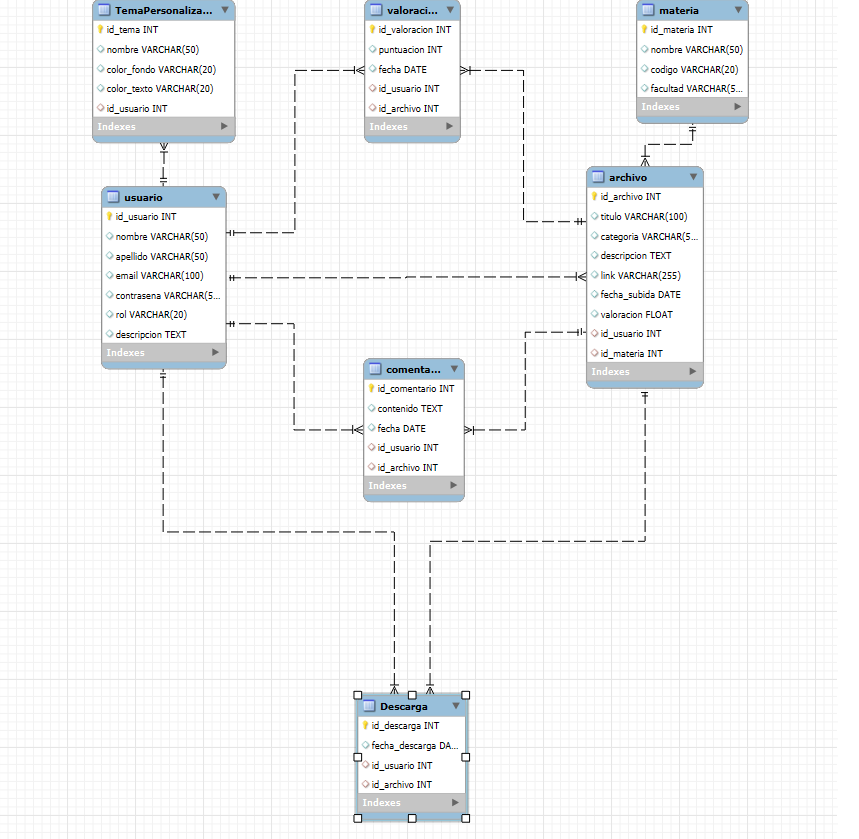 TemaPersonaliza...
id_tema INT
nombre VARCHAR(50)
color_fondo VARCHAR(20)
color_texto VARCHAR(20)
id_usuario INT
Indexes
valoraci...
id_valoracion INT
puntuacion INT
fecha DATE
id_usuario INT
id_archivo INT
Indexes
materia
id_materia INT
nombre VARCHAR(50)
codigo VARCHAR(20)
facultad VARCHAR(5...
Indexes
usuario
id_usuario INT
nombre VARCHAR(50)
apellido VARCHAR(50)
email VARCHAR(100)
contrasena VARCHAR(5...
rol VARCHAR(20)
descripcion TEXT
Indexes
archivo
id_archivo INT
titulo VARCHAR(100)
categoria VARCHAR(5...
descripcion TEXT
link VARCHAR(255)
fecha_subida DATE
valoracion FLOAT
id_usuario INT
id_materia INT
Indexes
comenta...
id_comentario INT
contenido TEXT
fecha DATE
id_usuario INT
id_archivo INT
Indexes
Descarga
id_descarga INT
fecha_descarga DA...
id_usuario INT
id_archivo INT
Indexes